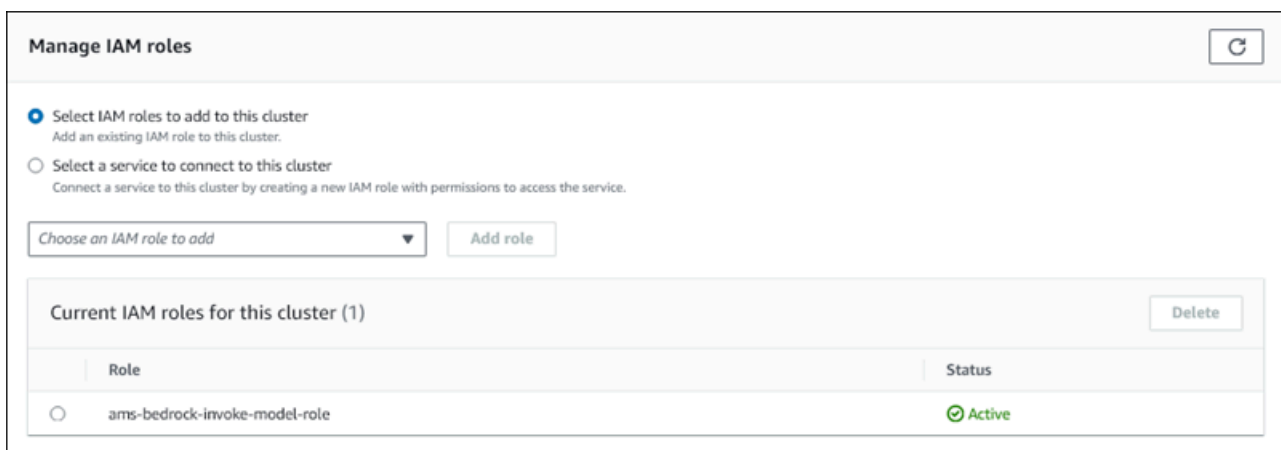 Manage IAM roles
Select IAM roles to add to this cluster
Add an existing IAM role to this cluster.
Select a service to connect to this cluster
Connect a service to this cluster by creating a new IAM role with permissions to access the service.
Choose an IAM role to add
Add role
Current IAM roles for this cluster (1)
Delete
Role Status
ams-bedrock-invoke-model-role Active